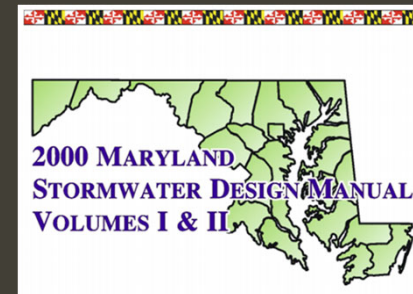 2000 MARYLAND
STORMWATER DESIGN MANUAL
VOLUMES I & II